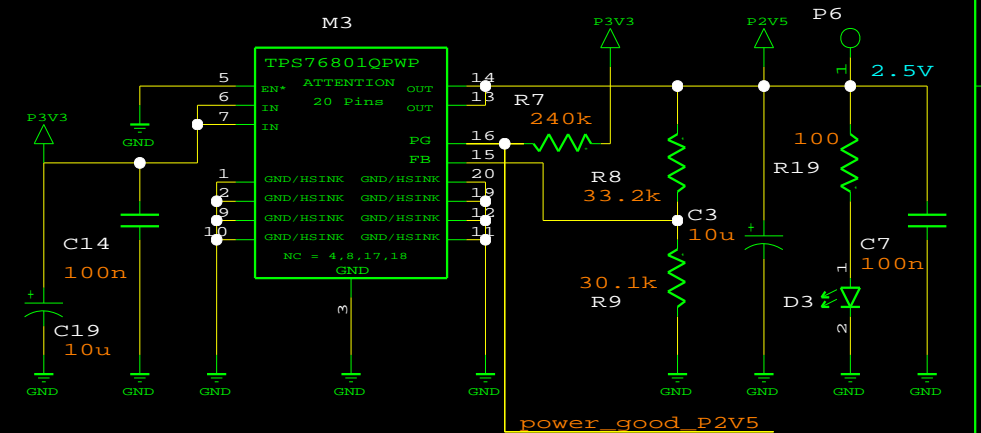 M3
P3V3
P2V5
P6
TPS76801QPWP
ATTENTION
20 Pins
5
EN*
OUT
14
1
2.5V
6
IN
OUT
13
R7
240k
P3V3
7
IN
GND
PG
16
100
R19
FB
15
1
GND/HSINK
GND/HSINK
20
R8
33.2k
2
GND/HSINK
GND/HSINK
19
9
GND/HSINK
GND/HSINK
12
C3
10u
+
10
GND/HSINK
GND/HSINK
11
C14
100n
NC = 4,8,17,18
GND
C7
100n
1
30.1k
R9
+
3
D3
2
C19
10u
GND
GND
GND
GND
GND
GND
GND
GND
GND
power_good_P2V5